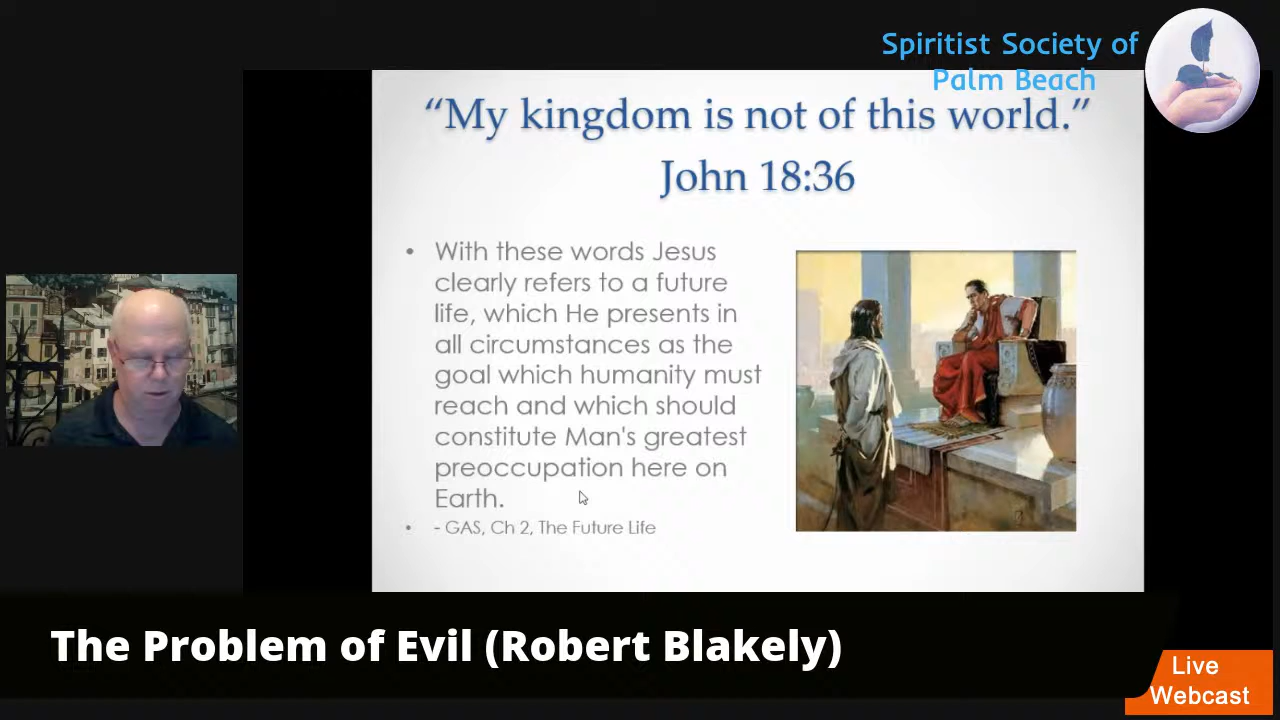 Spiritist Society of
Palm Beach
“My kingdom is not of this world.”
John 18:36
• With these words Jesus
clearly refers to a future
life, which He presents in
all circumstances as the
goal which humanity must
reach and which should
constitute Man's greatest
preoccupation here on
Earth.
• - GAS, Ch 2, The Future Life
The Problem of Evil (Robert Blakely)
Live
Webcast